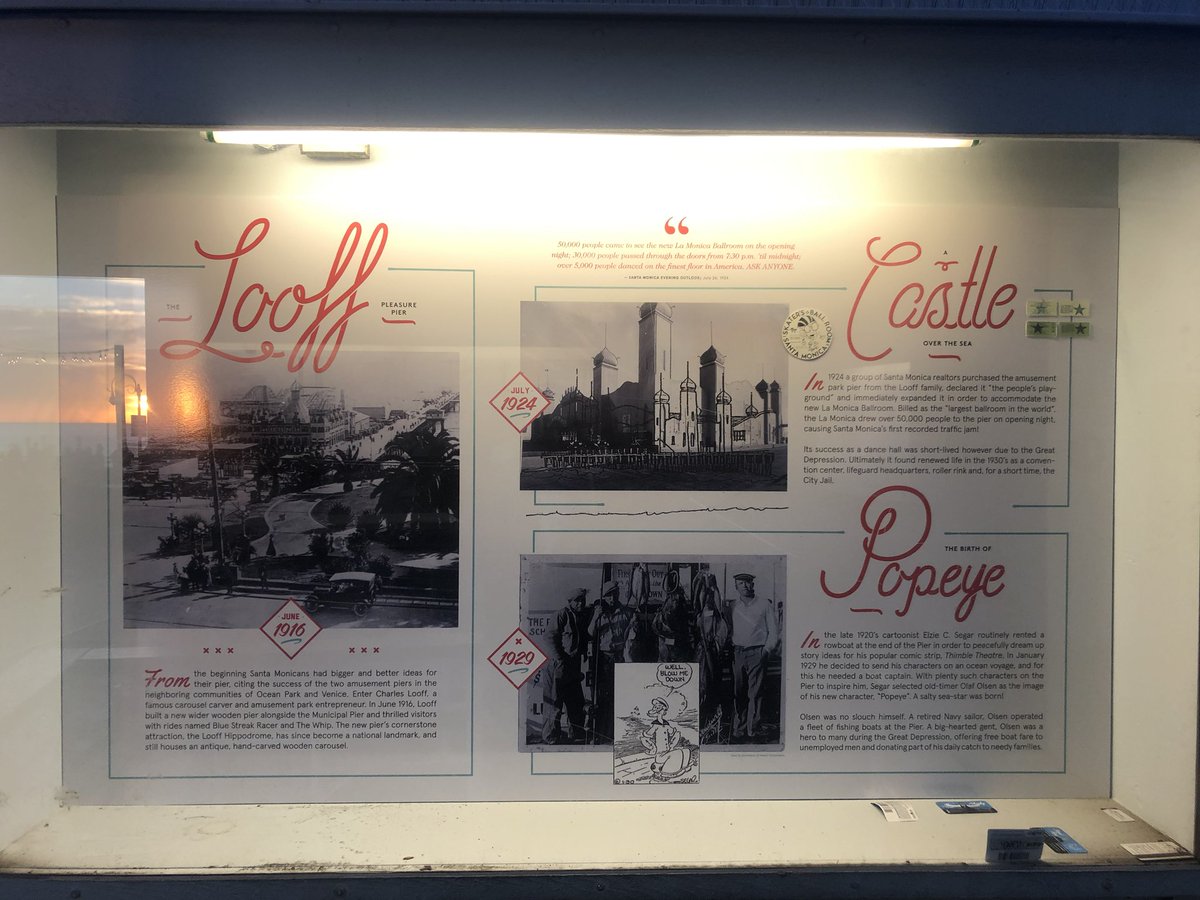 THE
Looff
PLEASURE
PIER
JUNE
1916
From the beginning Santa Monicans had bigger and better ideas for
their pier, citing the success of the two amusement piers in the
neighboring communities of Ocean Park and Venice. Enter Charles Looff, a
famous carousel carver and amusement park entrepreneur. In June 1916, Looff
built a new wider wooden pier alongside the Municipal Pier and thrilled visitors
with rides named Blue Streak Racer and The Whip. The new pier's cornerstone
attraction, the Looff Hippodrome, has since become a national landmark, and
still houses an antique, hand-carved wooden carousel.
“
50,000 people came to see the new La Monica Ballroom on the opening
night; 30,000 people passed through the doors from 7:30 p.m. 'til midnight;
over 5,000 people danced on the finest floor in America. ASK ANYONE.
— SANTA MONICA EVENING OUTLOOK; July 24, 1924
JULY
1924
SKATER'S BALL ROOM
SANTA MONICA
A
Castle
OVER THE SEA
In 1924 a group of Santa Monica realtors purchased the amusement
park pier from the Looff family, declared it "the people's play-
ground" and immediately expanded it in order to accommodate the
new La Monica Ballroom. Billed as the "largest ballroom in the world",
the La Monica drew over 50,000 people to the pier on opening night,
causing Santa Monica's first recorded traffic jam!
Its success as a dance hall was short-lived however due to the Great
Depression. Ultimately it found renewed life in the 1930's as a conven-
tion center, lifeguard headquarters, roller rink and, for a short time, the
City Jail.
THE BIRTH OF
Popeye
1929
WELL,
BLOW ME
DOWN
In the late 1920's cartoonist Elzie C. Segar routinely rented a
rowboat at the end of the Pier in order to peacefully dream up
story ideas for his popular comic strip, Thimble Theatre. In January
1929 he decided to send his characters on an ocean voyage, and for
this he needed a boat captain. With plenty such characters on the
Pier to inspire him, Segar selected old-timer Olaf Olsen as the image
of his new character, "Popeye". A salty sea-star was born!
Olsen was no slouch himself. A retired Navy sailor, Olsen operated
a fleet of fishing boats at the Pier. A big-hearted gent, Olsen was a
hero to many during the Great Depression, offering free boat fare to
unemployed men and donating part of his daily catch to needy families.